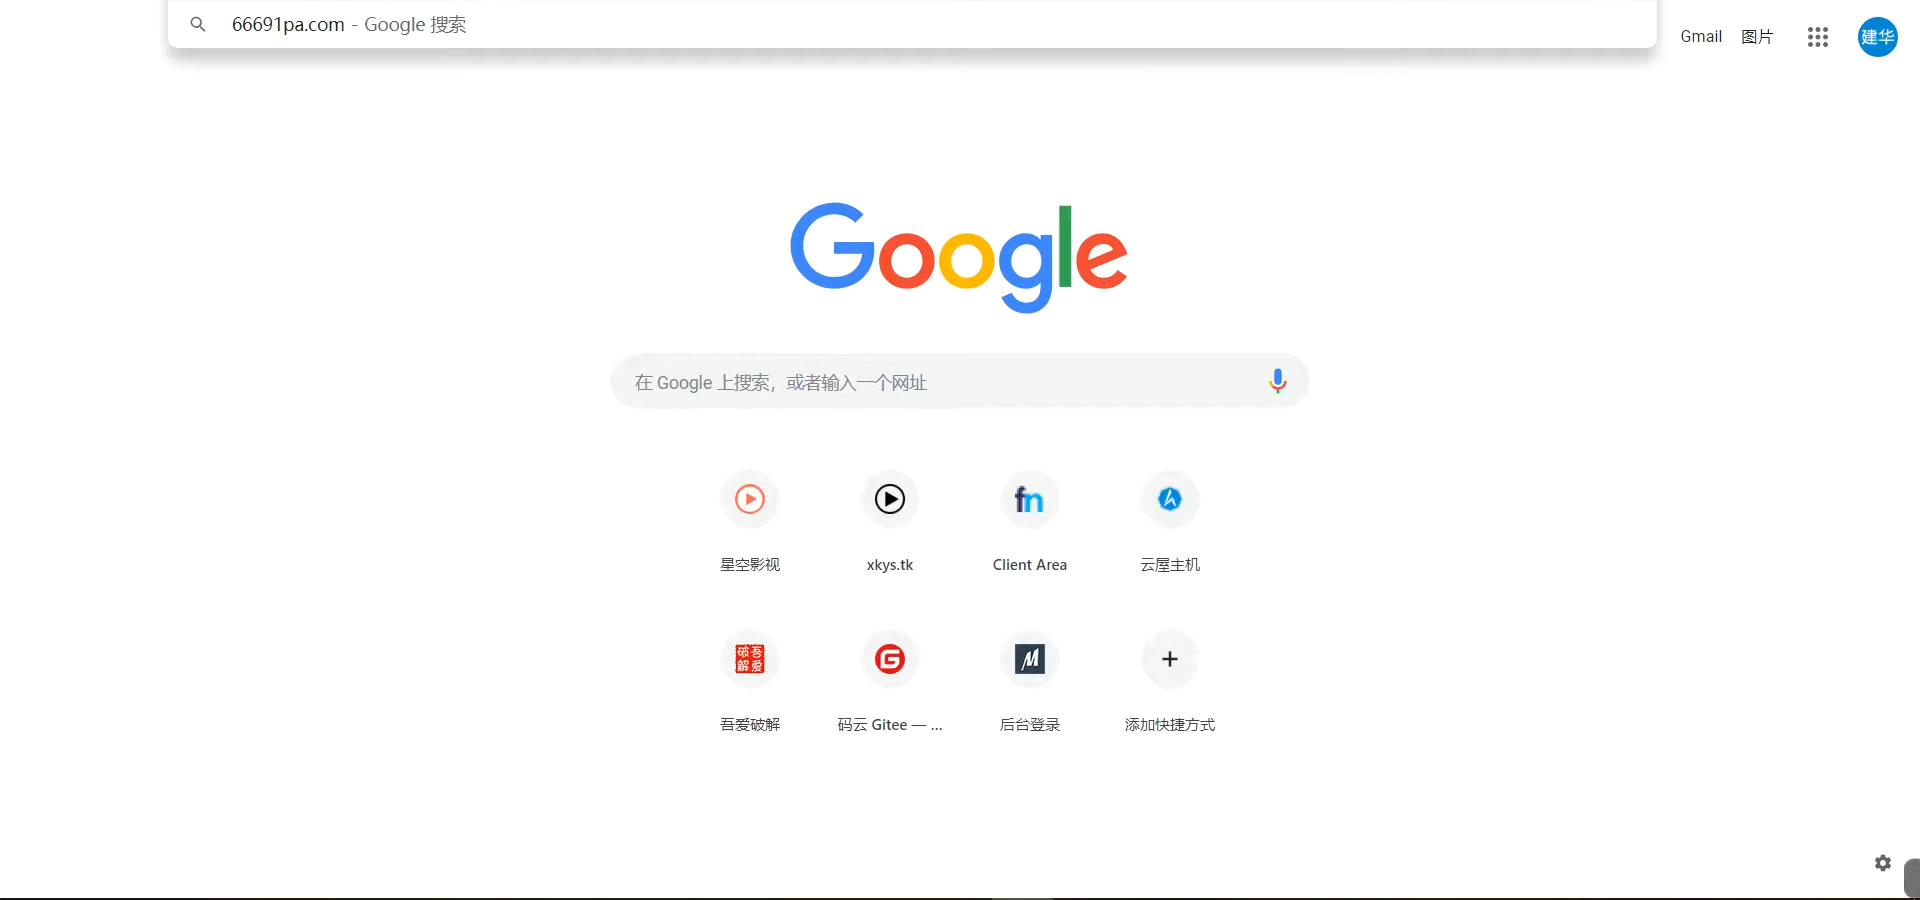 66691pa.com - Google 搜索
Gmail 图片 建华
Google
在 Google 上搜索，或者输入一个网址
fn
星空影视 xkys.tk Client Area 云屋主机
吾爱破解 G M
吾爱破解 码云 Gitee — ... 后台登录 添加快捷方式